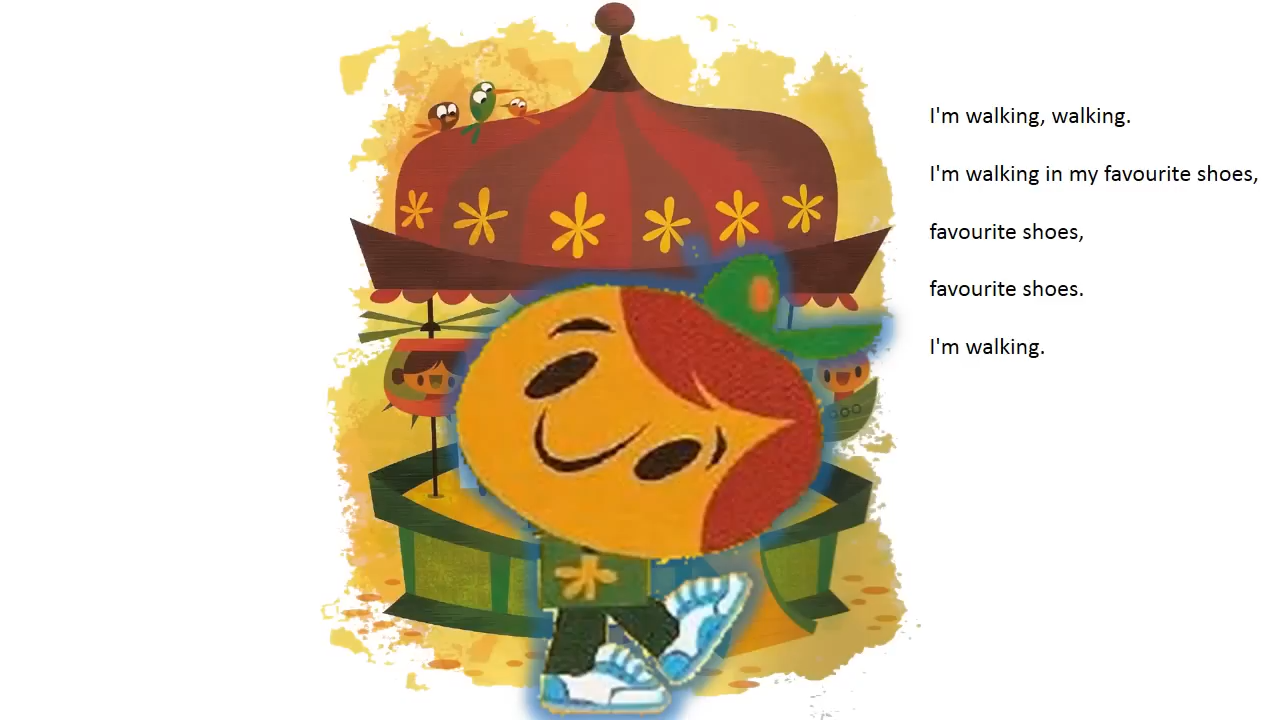 I'm walking, walking.
I'm walking in my favourite shoes,
favourite shoes,
favourite shoes.
I'm walking.